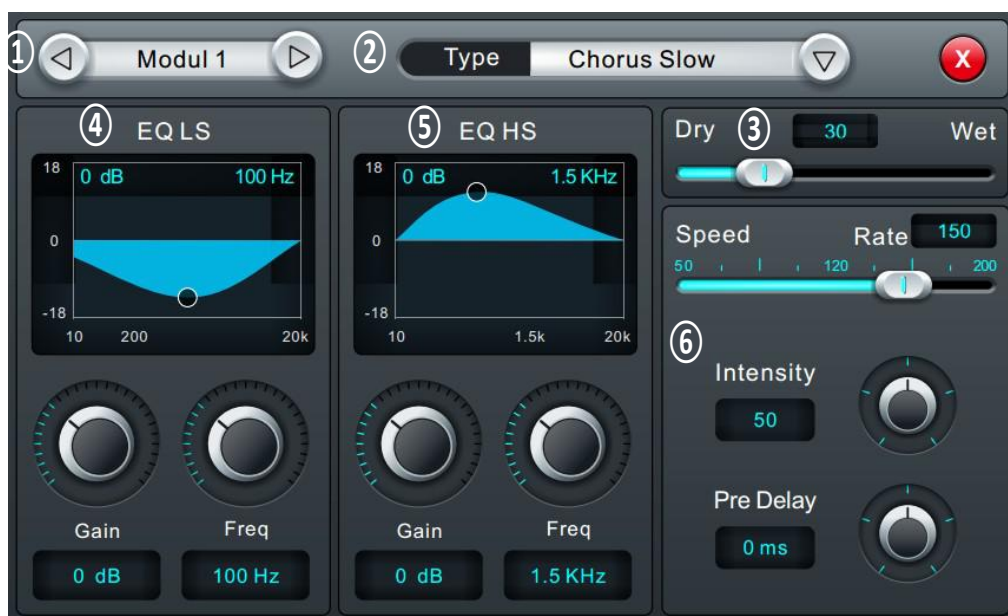 ① Modul 1 ② Type Chorus Slow X
④ EQ LS
18 0 dB 100 Hz
0
-18
10 200 20k
Gain Freq
0 dB 100 Hz
⑤ EQ HS
18 0 dB 1.5 KHz
0
-18
10 1.5k 20k
Gain Freq
0 dB 1.5 KHz
Dry ③ 30 Wet
Speed Rate 150
50 120 200
⑥
Intensity
50
Pre Delay
0 ms